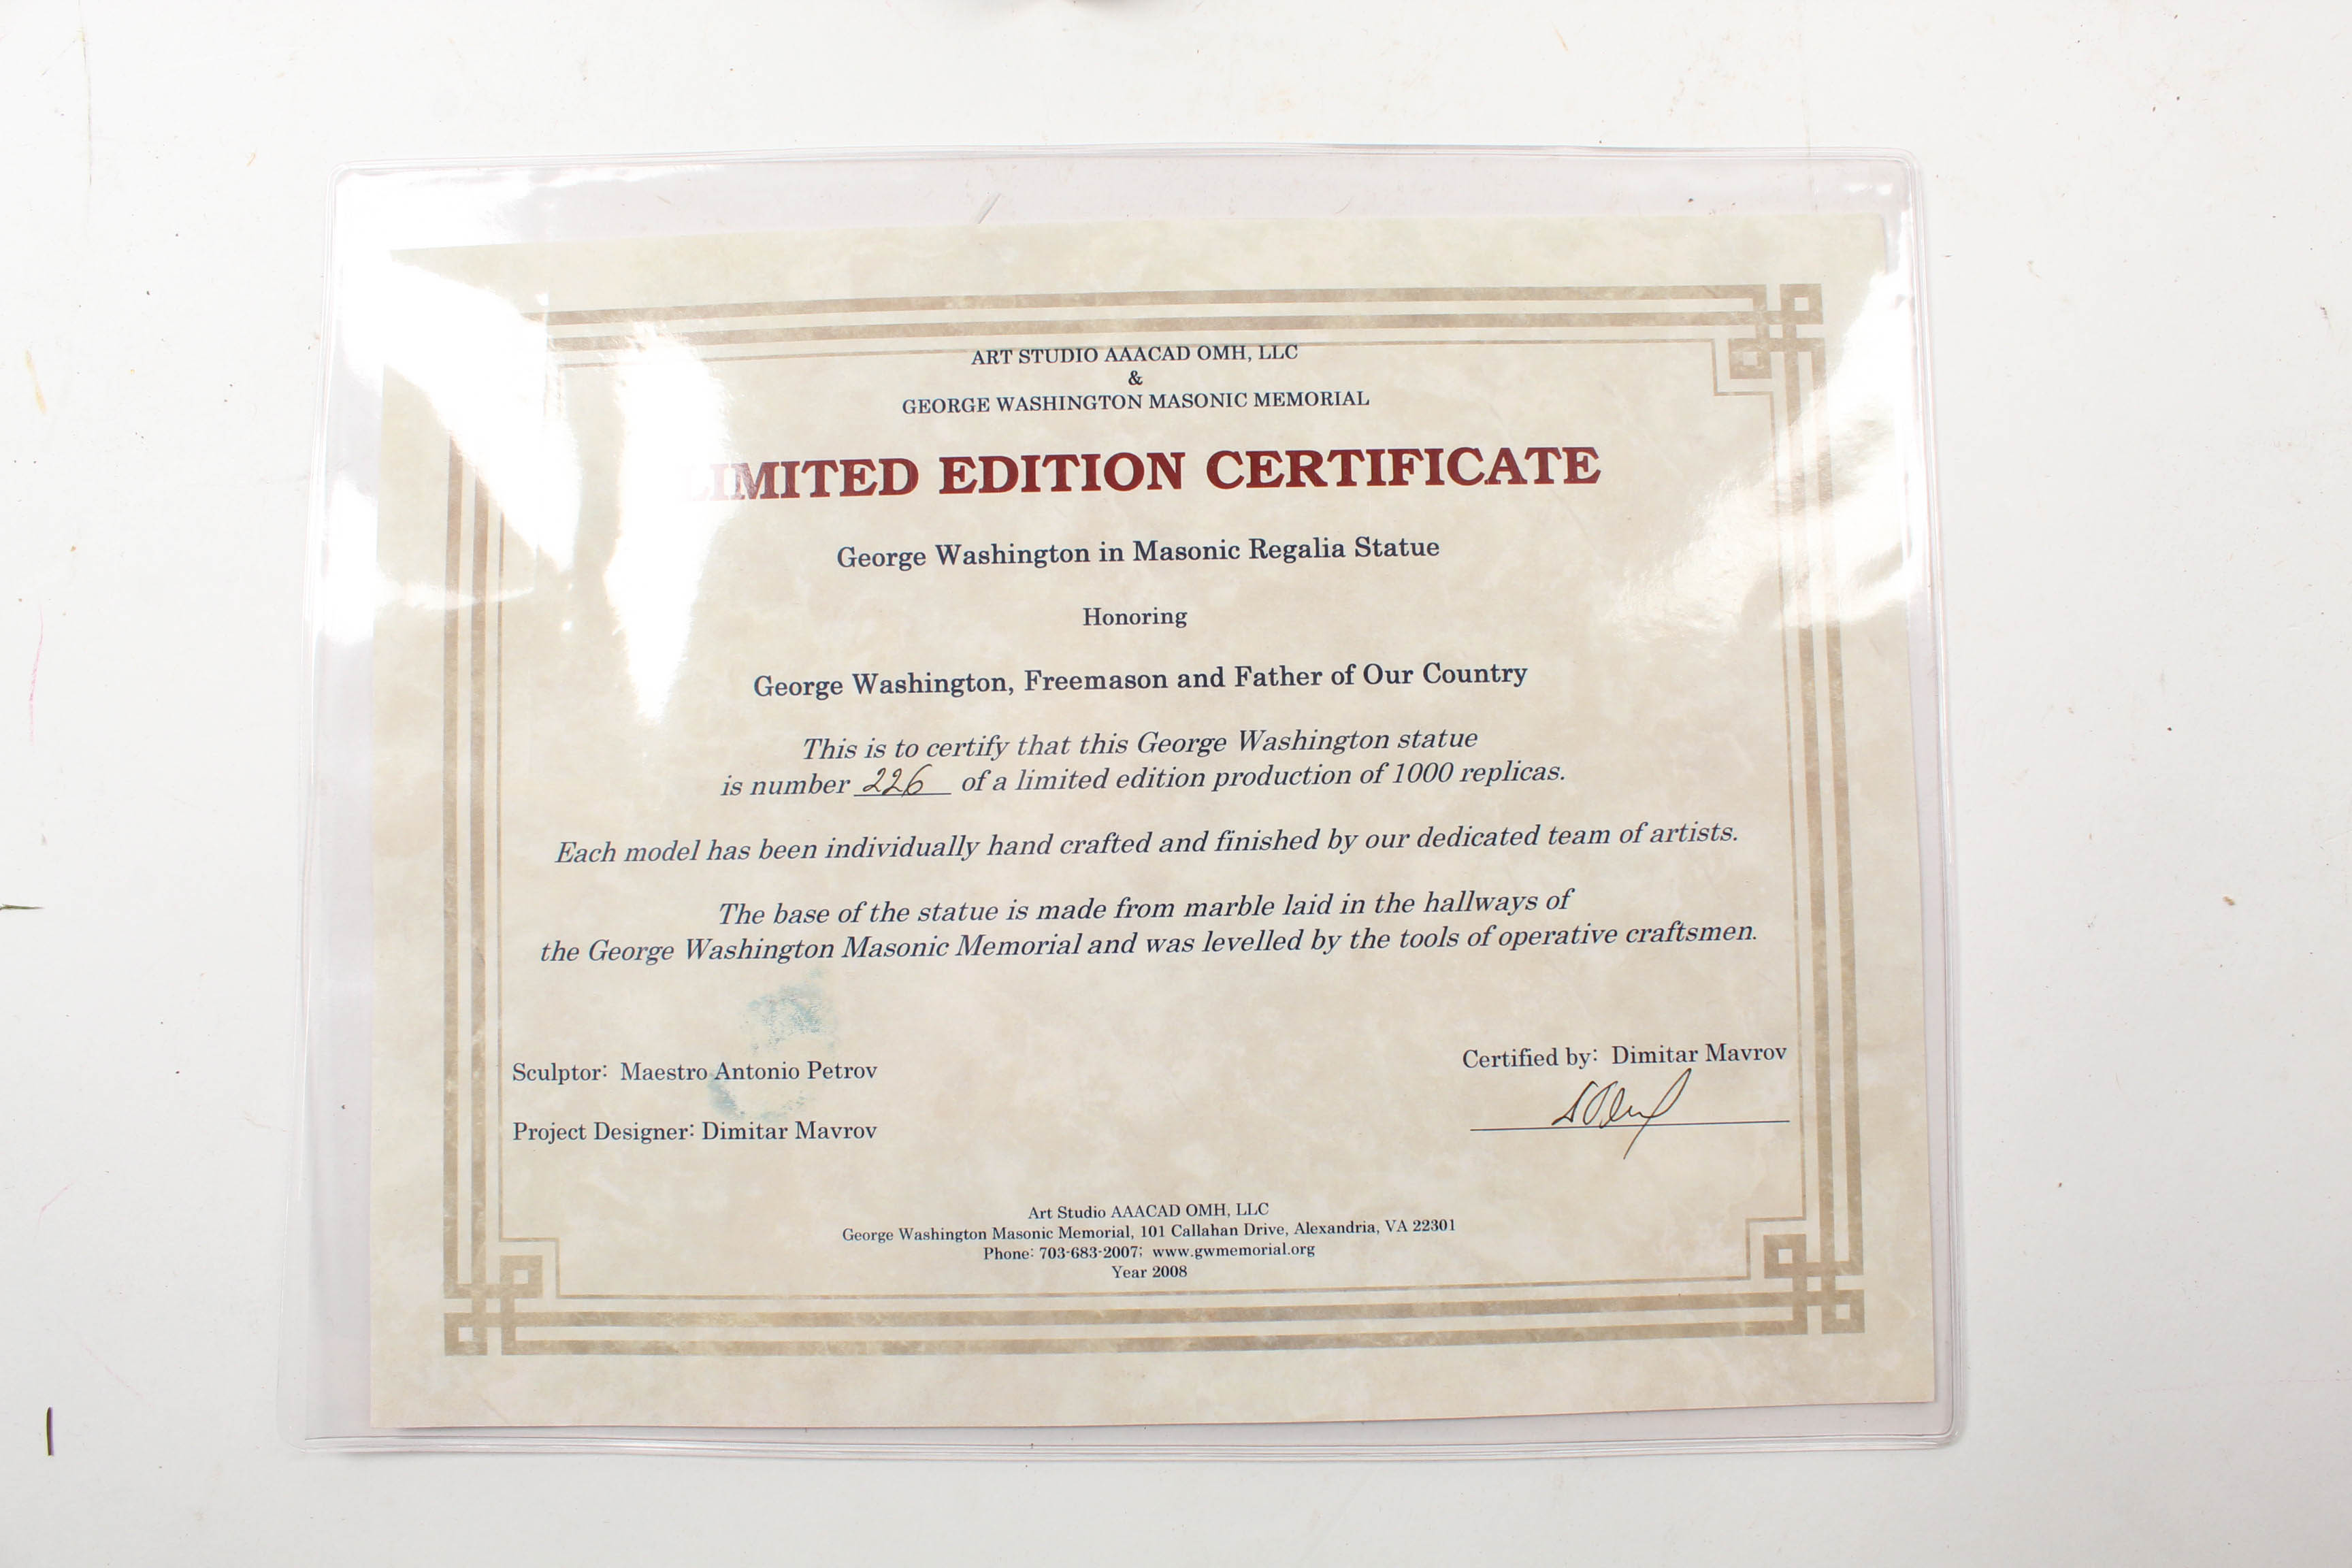 ART STUDIO AAACAD OMH, LLC
&
GEORGE WASHINGTON MASONIC MEMORIAL
LIMITED EDITION CERTIFICATE
George Washington in Masonic Regalia Statue
Honoring
George Washington, Freemason and Father of Our Country
This is to certify that this George Washington statue
is number 226 of a limited edition production of 1000 replicas.
Each model has been individually hand crafted and finished by our dedicated team of artists.
The base of the statue is made from marble laid in the hallways of
the George Washington Masonic Memorial and was levelled by the tools of operative craftsmen.
Sculptor: Maestro Antonio Petrov
Project Designer: Dimitar Mavrov
Certified by: Dimitar Mavrov
Art Studio AAACAD OMH, LLC
George Washington Masonic Memorial, 101 Callahan Drive, Alexandria, VA 22301
Phone: 703-683-2007; www.gwmemorial.org
Year 2008